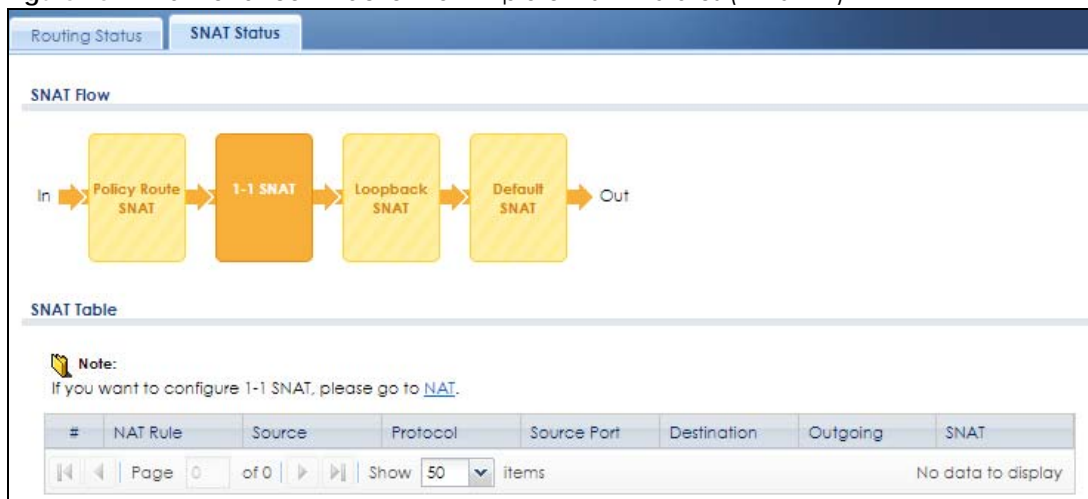 Routing Status SNAT Status
SNAT Flow
In Policy Route SNAT 1-1 SNAT Loopback SNAT Default SNAT Out
SNAT Table
Note:
If you want to configure 1-1 SNAT, please go to NAT.
# NAT Rule Source Protocol Source Port Destination Outgoing SNAT
Page 0 of 0 Show 50 items No data to display